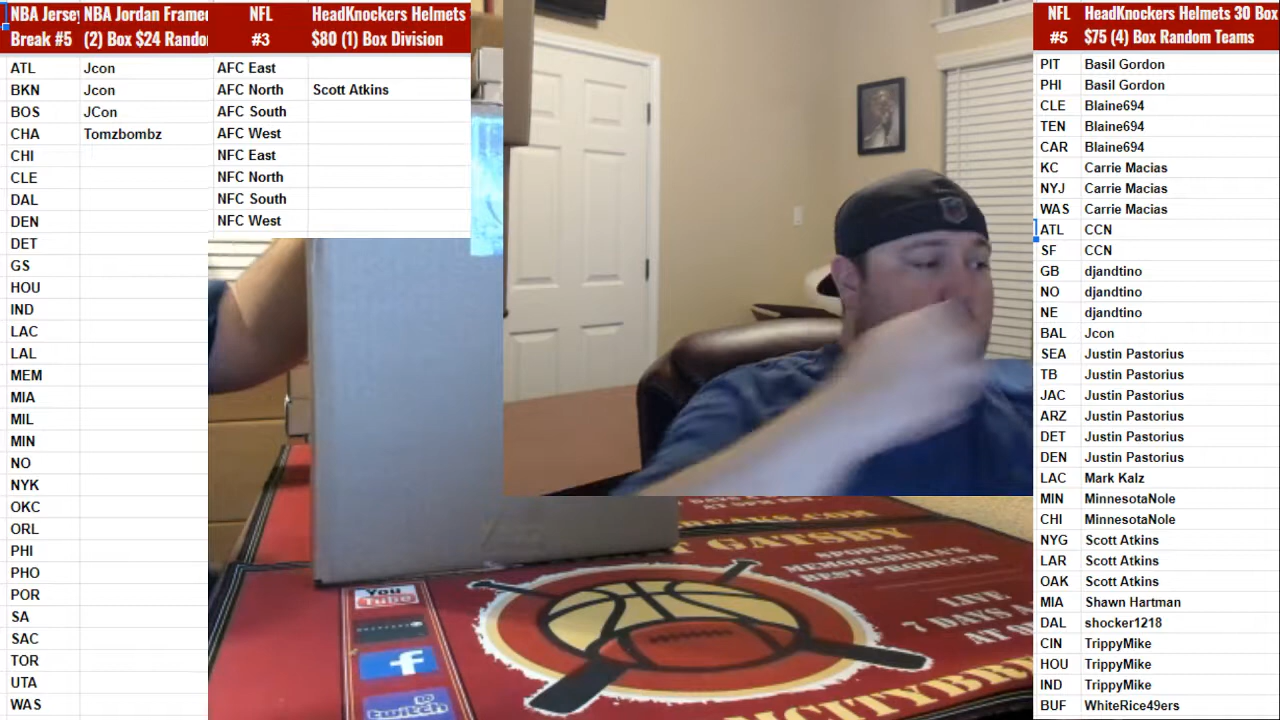 NBA Jersey
Break #5
NBA Jordan Framed
(2) Box $24
ATL Jcon
BKN Jcon
BOS JCon
CHA Tomzbombz
CHI
CLE
DAL
DEN
DET
GS
HOU
IND
LAC
LAL
MEM
MIA
MIL
MIN
NO
NYK
OKC
ORL
PHI
PHO
POR
SA
SAC
TOR
UTA
WAS
NFL
#3
HeadKnockers Helmets
$80 (1) Box Division
AFC East
AFC North Scott Atkins
AFC South
AFC West
NFC East
NFC North
NFC South
NFC West
NFL
#5
HeadKnockers Helmets 30 Box
$75 (4) Box Random Teams
PIT Basil Gordon
PHI Basil Gordon
CLE Blaine694
TEN Blaine694
CAR Blaine694
KC Carrie Macias
NYJ Carrie Macias
WAS Carrie Macias
ATL CCN
SF CCN
GB djandtino
NO djandtino
NE djandtino
BAL Jcon
SEA Justin Pastorius
TB Justin Pastorius
JAC Justin Pastorius
ARZ Justin Pastorius
DET Justin Pastorius
DEN Justin Pastorius
LAC Mark Kalz
MIN MinnesotaNole
CHI MinnesotaNole
NYG Scott Atkins
LAR Scott Atkins
OAK Scott Atkins
MIA Shawn Hartman
DAL shocker1218
CIN TrippyMike
HOU TrippyMike
IND TrippyMike
BUF WhiteRice49ers
GATSBY
SPORTS
MEMORABILIA'S
BEST PRODUCTS
LIVE
7 DAYS A
AT
You
Tube
f
twitch